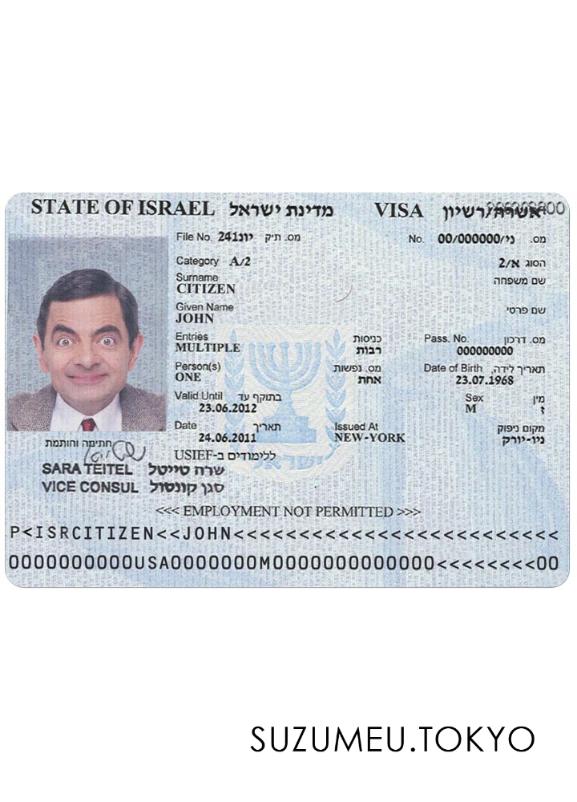 STATE OF ISRAEL מדינת ישראל VISA אשרה/רשיון
File No. 241יונ מס. תיק No. 00/000000/ני מס.
Category A/2 2/הסוג א
Surname שם משפחה
CITIZEN
Given Name שם פרטי
JOHN
Entries כניסות Pass. No. מס. דרכון
MULTIPLE רבות 000000000
Person(s) מס. נפשות Date of Birth תאריך לידה
ONE אחת 23.07.1968
Valid Until בתוקף עד Sex מין
23.06.2012 M ז
Date תאריך Issued At מקום ניפוק
24.06.2011 NEW-YORK ניו-יורק
חתימה וחותמת
USIEF-ללימודים ב
ישראל
SARA TEITEL שרה טייטל
VICE CONSUL סגן קונסול
<<< EMPLOYMENT NOT PERMITTED >>>
P<ISRCITIZEN<<JOHN<<<<<<<<<<<<<<<<<<<<<<<<<<
0000000000USA0000000M00000000000000<<<<<<<00
SUZUMEU.TOKYO